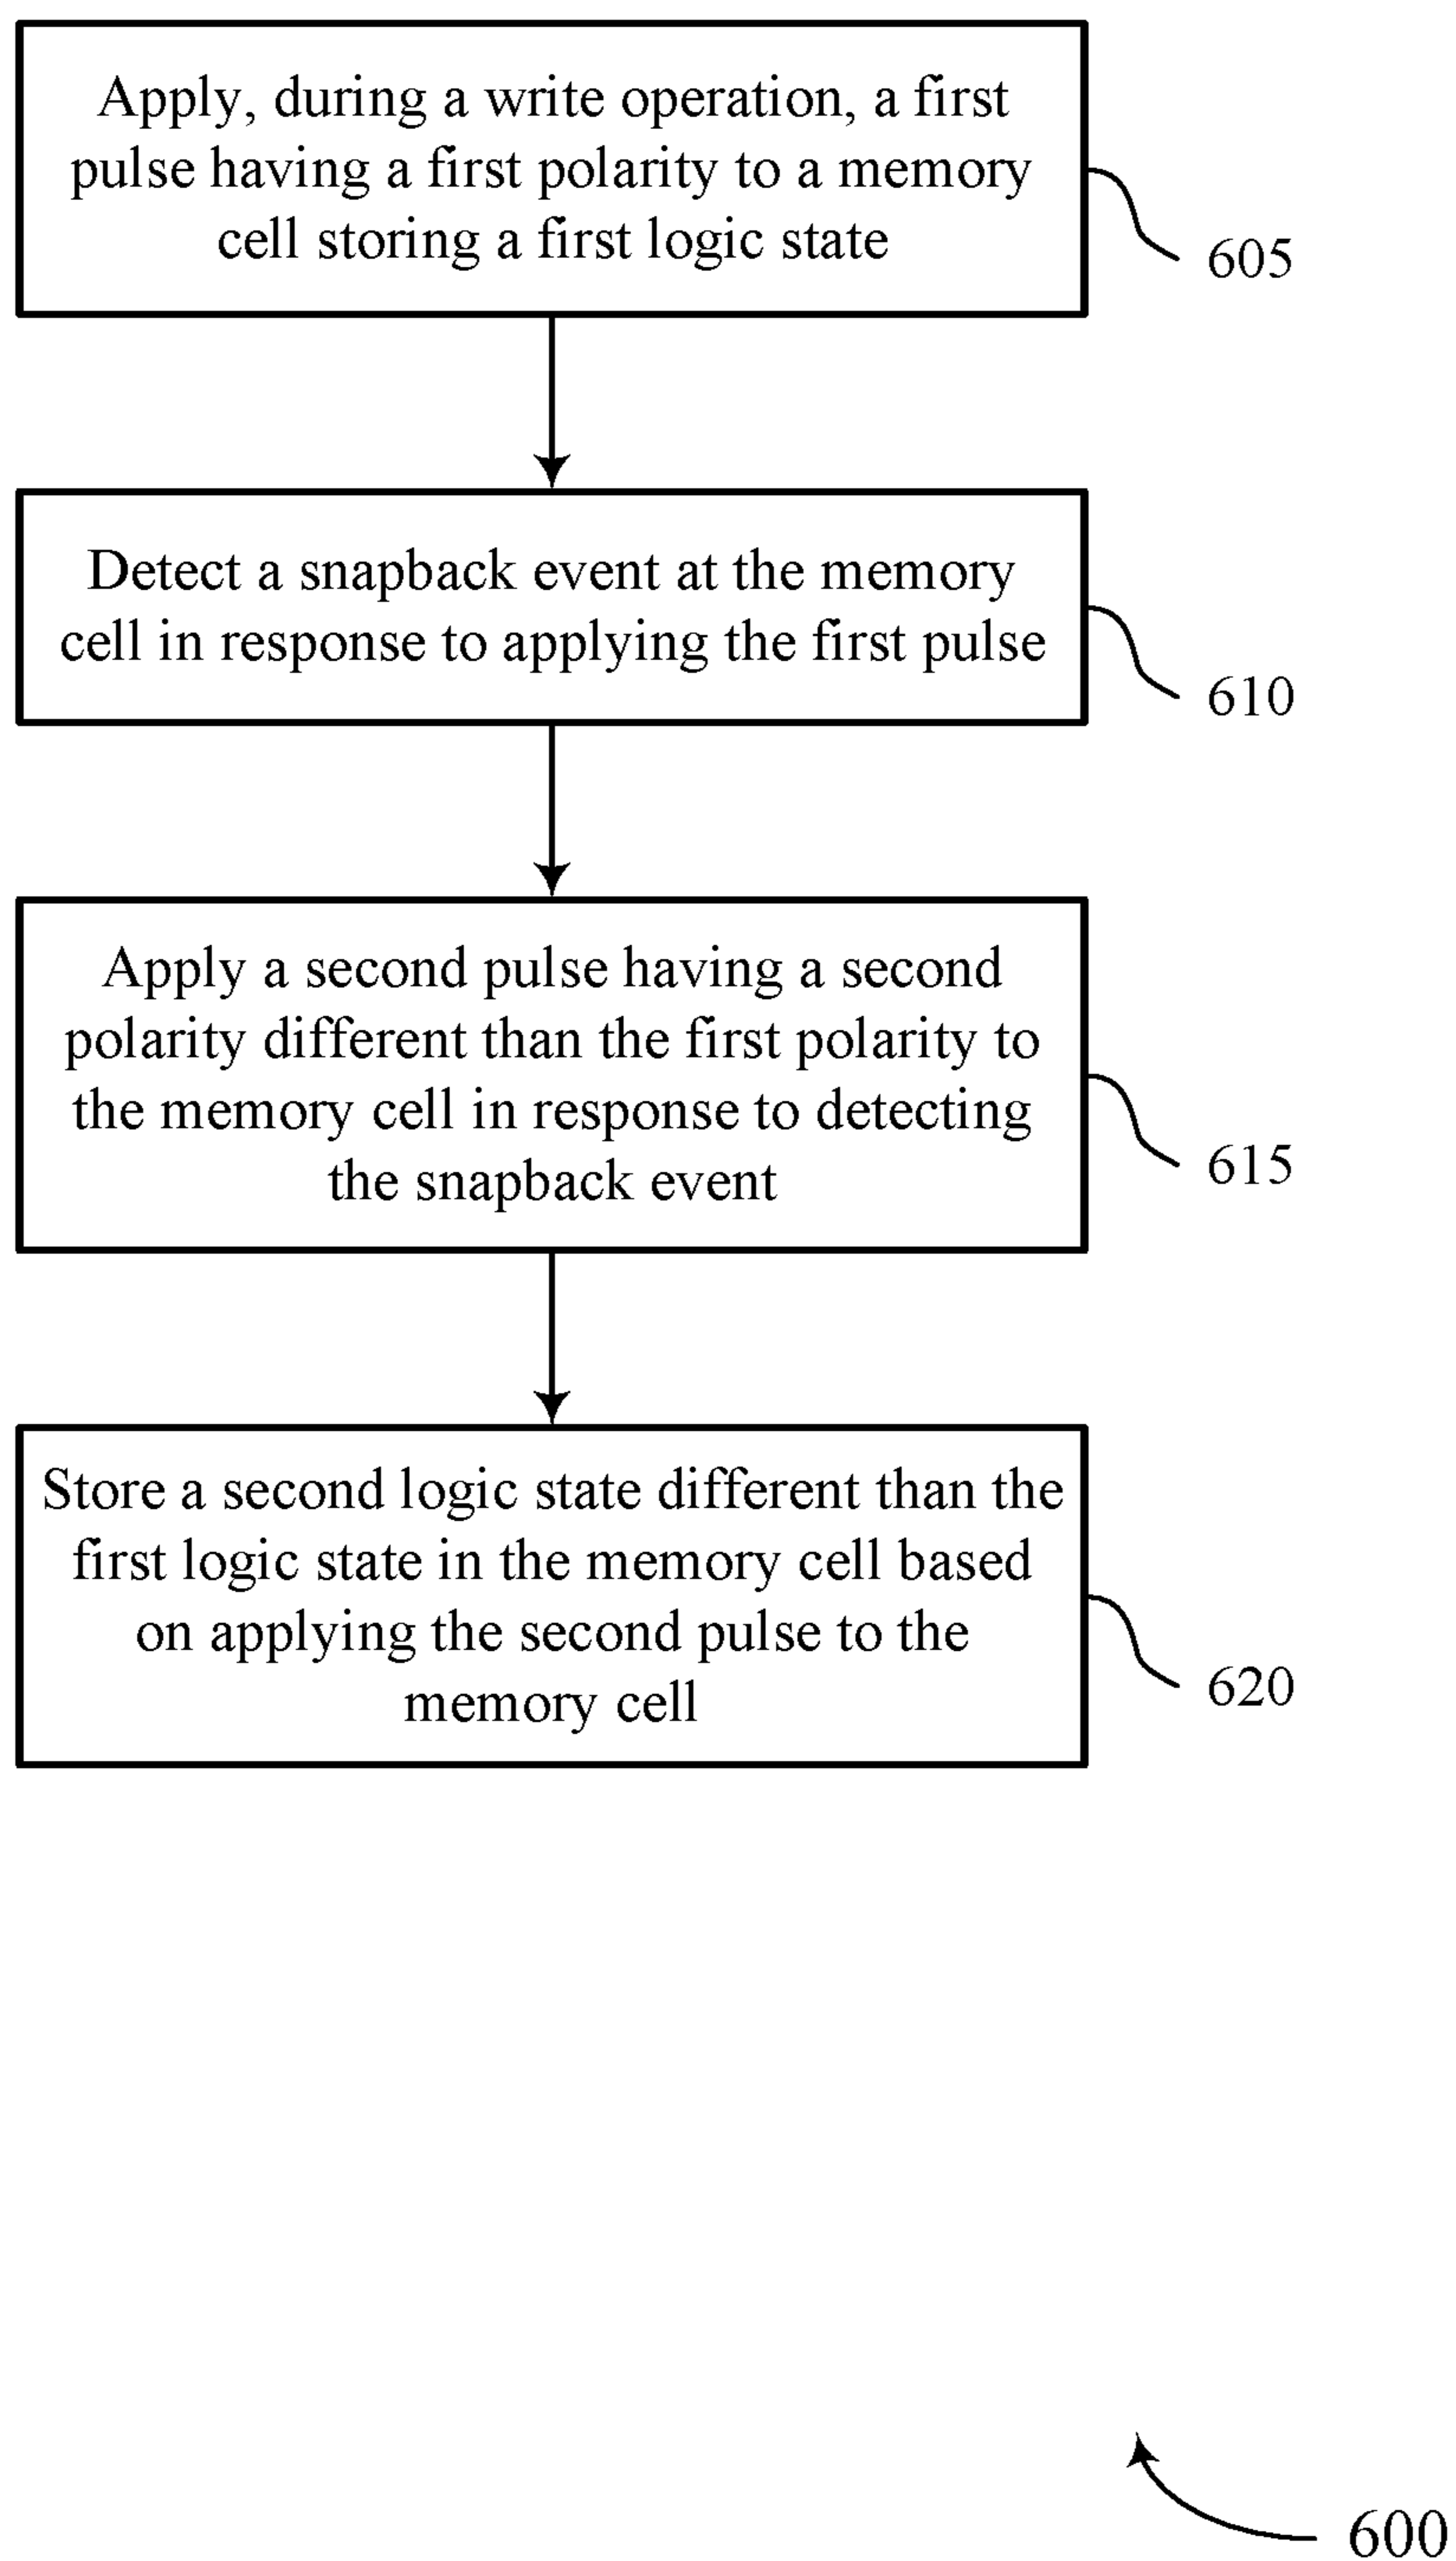 Apply, during a write operation, a first
pulse having a first polarity to a memory
cell storing a first logic state
605
Detect a snapback event at the memory
cell in response to applying the first pulse
610
Apply a second pulse having a second
polarity different than the first polarity to
the memory cell in response to detecting
the snapback event
615
Store a second logic state different than the
first logic state in the memory cell based
on applying the second pulse to the
memory cell
620
600